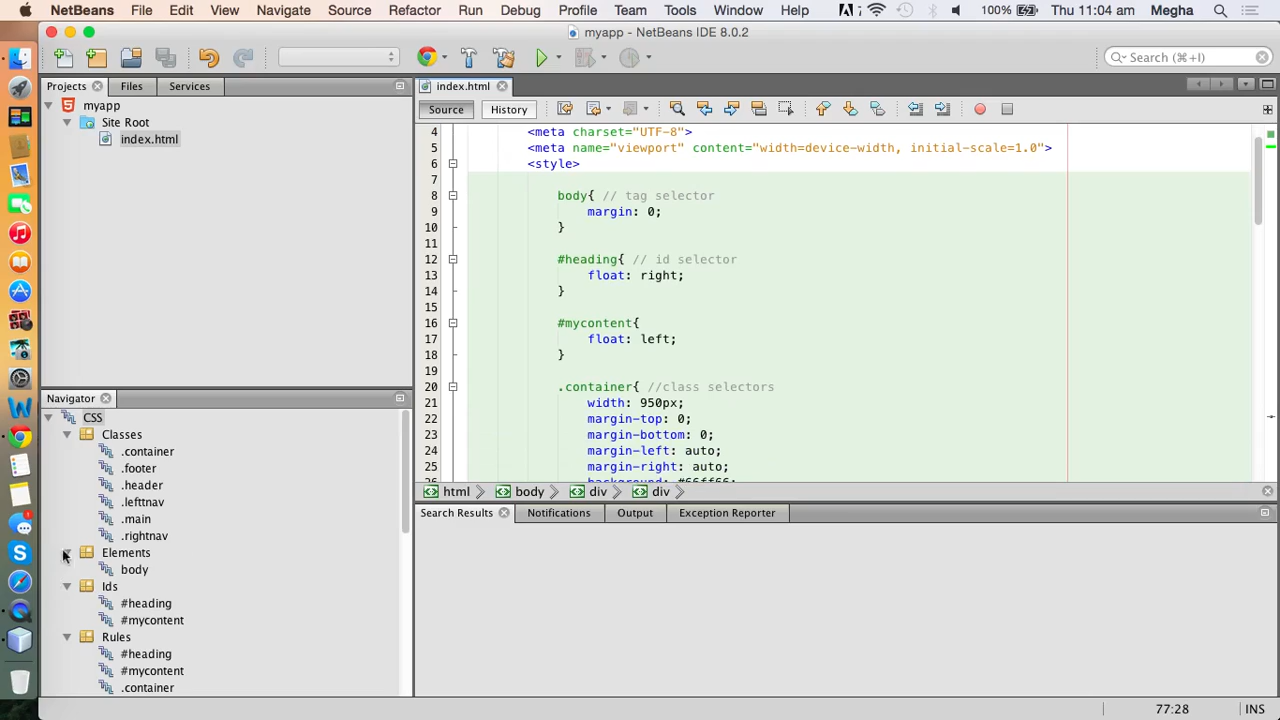 NetBeans File Edit View Navigate Source Refactor Run Debug Profile Team Tools Window Help 100% Thu 11:04 am Megha
myapp - NetBeans IDE 8.0.2
Search (⌘+I)
Projects Files Services
myapp
Site Root
index.html
index.html
Source History
4 <meta charset="UTF-8">
5 <meta name="viewport" content="width=device-width, initial-scale=1.0">
6 <style>
7
8 body{ // tag selector
9 margin: 0;
10 }
11
12 #heading{ // id selector
13 float: right;
14 }
15
16 #mycontent{
17 float: left;
18 }
19
20 .container{ //class selectors
21 width: 950px;
22 margin-top: 0;
23 margin-bottom: 0;
24 margin-left: auto;
25 margin-right: auto;
26 background: #66ff66;
html body div div
Navigator
CSS
Classes
.container
.footer
.header
.leftnav
.main
.rightnav
Elements
body
Ids
#heading
#mycontent
Rules
#heading
#mycontent
.container
Search Results Notifications Output Exception Reporter
77:28 INS